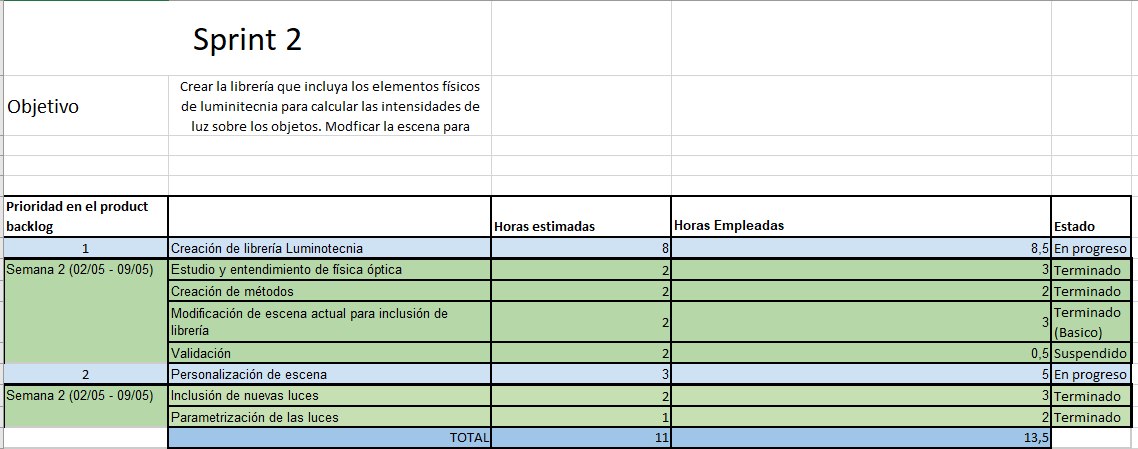 Sprint 2
Objetivo
Crear la librería que incluya los elementos físicos
de luminitecnia para calcular las intensidades de
luz sobre los objetos. Modficar la escena para
Prioridad en el product
backlog
Horas estimadas
Horas Empleadas
Estado
1 Creación de librería Luminotecnia 8 8,5 En progreso
Semana 2 (02/05 - 09/05) Estudio y entendimiento de física óptica 2 3 Terminado
Creación de métodos 2 2 Terminado
Modificación de escena actual para inclusión de
librería
2 3
Terminado
(Basico)
Validación 2 0,5 Suspendido
2 Personalización de escena 3 5 En progreso
Semana 2 (02/05 - 09/05) Inclusión de nuevas luces 2 3 Terminado
Parametrización de las luces 1 2 Terminado
TOTAL 11 13,5